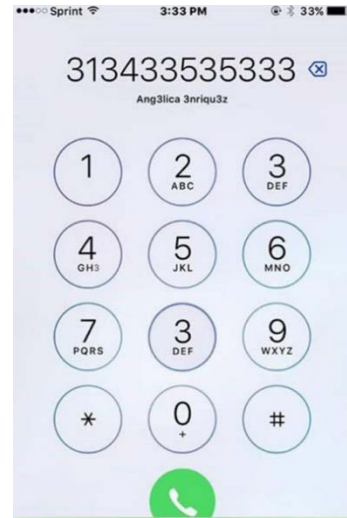 Sprint 3:33 PM 33%
313433535333
Ang3lica 3nriqu3z
1 2 3
ABC DEF
4 5 6
GH3 JKL MNO
7 3 9
PQRS DEF WXYZ
* 0 #
+